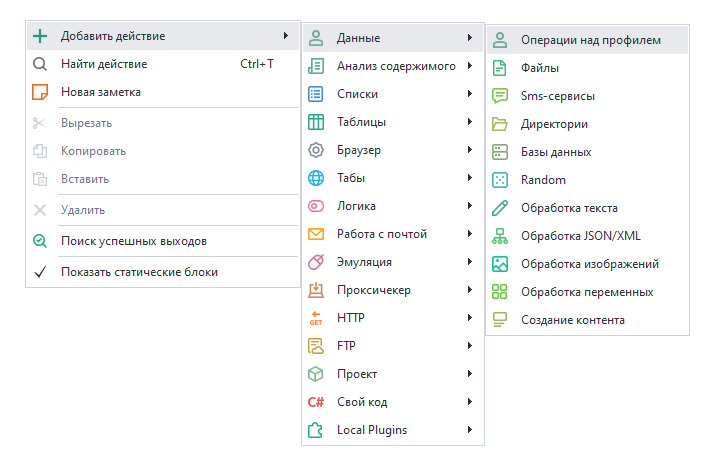 Добавить действие
Найти действие Ctrl+T
Новая заметка
Вырезать
Копировать
Вставить
Удалить
Поиск успешных выходов
Показать статические блоки
Данные
Анализ содержимого
Списки
Таблицы
Браузер
Табы
Логика
Работа с почтой
Эмуляция
Проксичекер
GET HTTP
FTP
Проект
C# Свой код
Local Plugins
Операции над профилем
Файлы
Sms-сервисы
Директории
Базы данных
Random
Обработка текста
Обработка JSON/XML
Обработка изображений
Обработка переменных
Создание контента